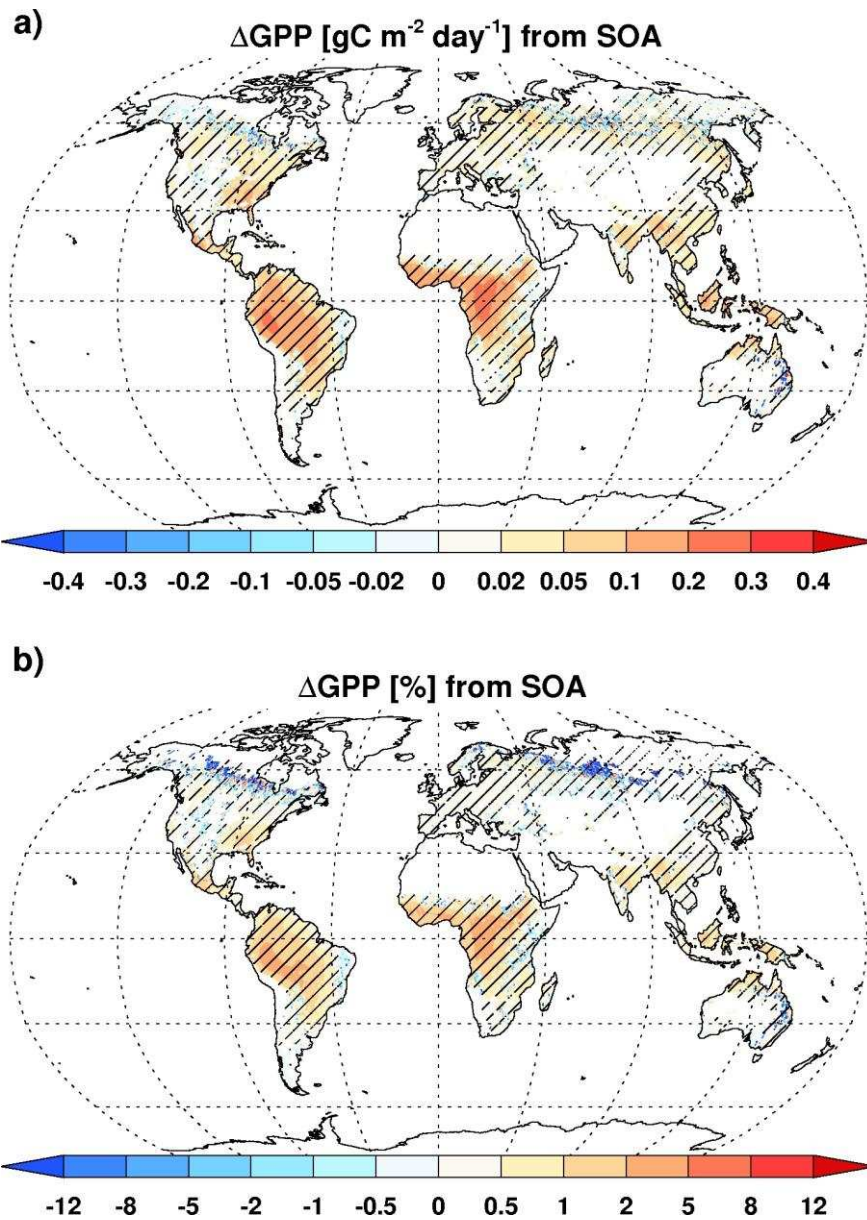 a)
ΔGPP [gC m⁻² day⁻¹] from SOA
-0.4 -0.3 -0.2 -0.1 -0.05 -0.02 0 0.02 0.05 0.1 0.2 0.3 0.4
b)
ΔGPP [%] from SOA
-12 -8 -5 -2 -1 -0.5 0 0.5 1 2 5 8 12